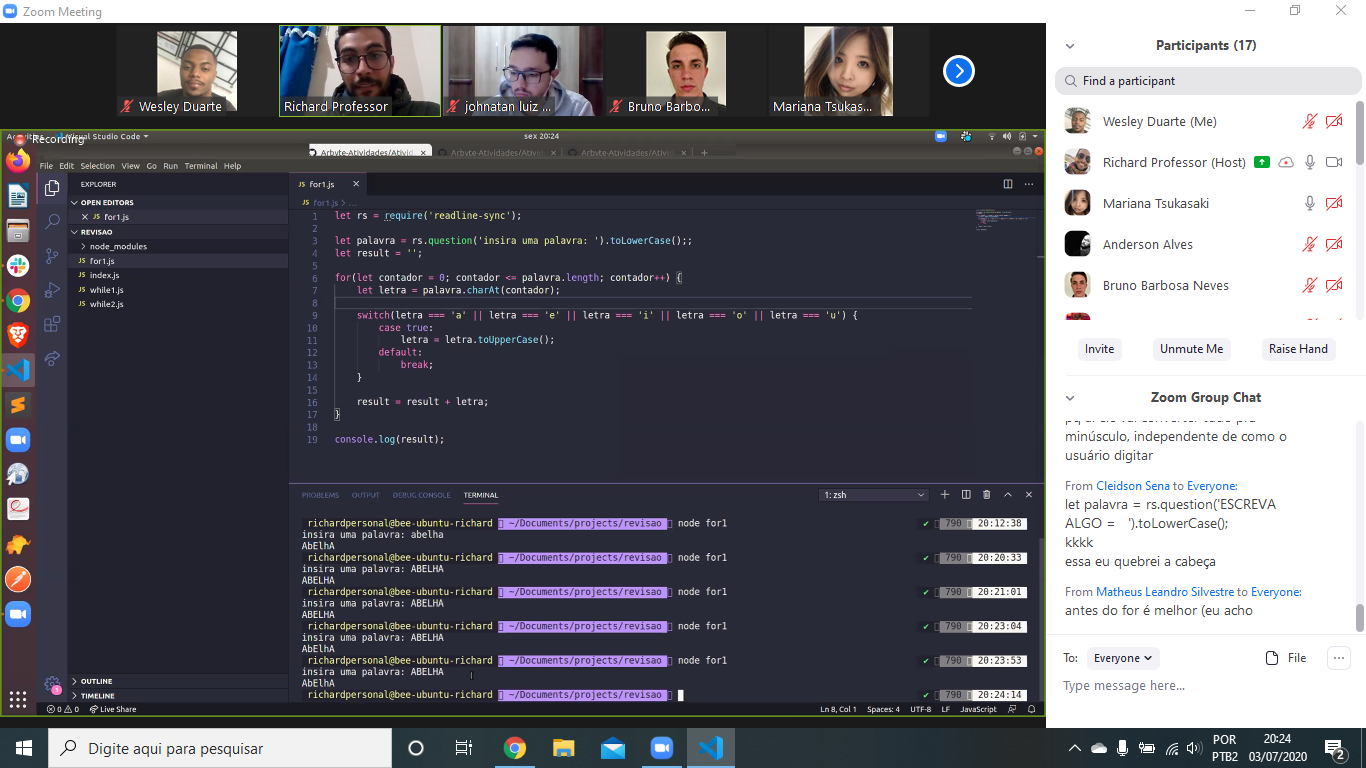 Zoom Meeting
Wesley Duarte
Richard Professor
johnatan luiz ...
Bruno Barbo...
Mariana Tsukas...
Recording
Visual Studio Code
sex 20:24
Arbyte-Atividades/Ativid
Arbyte-Atividades/Ativid
Arbyte-Atividades/Ativid
File Edit Selection View Go Run Terminal Help
EXPLORER
OPEN EDITORS
JS for1.js
REVISAO
node_modules
JS for1.js
JS index.js
JS while1.js
JS while2.js
OUTLINE
TIMELINE
JS for1.js
JS for1.js > ...
1 let rs = require('readline-sync');
2
3 let palavra = rs.question('insira uma palavra: ').toLowerCase();;
4 let result = '';
5
6 for(let contador = 0; contador <= palavra.length; contador++) {
7 let letra = palavra.charAt(contador);
8
9 switch(letra === 'a' || letra === 'e' || letra === 'i' || letra === 'o' || letra === 'u') {
10 case true:
11 letra = letra.toUpperCase();
12 default:
13 break;
14 }
15
16 result = result + letra;
17 }
18
19 console.log(result);
PROBLEMS OUTPUT DEBUG CONSOLE TERMINAL
1: zsh
richardpersonal@bee-ubuntu-richard ~/Documents/projects/revisao node for1 ✔ 790 20:12:38
insira uma palavra: abelha
AbElhA
richardpersonal@bee-ubuntu-richard ~/Documents/projects/revisao node for1 ✔ 790 20:20:33
insira uma palavra: ABELHA
ABELHA
richardpersonal@bee-ubuntu-richard ~/Documents/projects/revisao node for1 ✔ 790 20:21:01
insira uma palavra: ABELHA
ABELHA
richardpersonal@bee-ubuntu-richard ~/Documents/projects/revisao node for1 ✔ 790 20:23:04
insira uma palavra: ABELHA
AbElhA
richardpersonal@bee-ubuntu-richard ~/Documents/projects/revisao node for1 ✔ 790 20:23:53
insira uma palavra: ABELHA
AbElhA
richardpersonal@bee-ubuntu-richard ~/Documents/projects/revisao ✔ 790 20:24:14
0 0 Live Share
Ln 8, Col 1 Spaces: 4 UTF-8 LF JavaScript
Participants (17)
Find a participant
Wesley Duarte (Me)
Richard Professor (Host)
Mariana Tsukasaki
Anderson Alves
Bruno Barbosa Neves
Invite Unmute Me Raise Hand
Zoom Group Chat
minúsculo, independente de como o
usuário digitar
From Cleidson Sena to Everyone:
let palavra = rs.question('ESCREVA
ALGO = ').toLowerCase();
kkkk
essa eu quebrei a cabeça
From Matheus Leandro Silvestre to Everyone:
antes do for é melhor (eu acho
To: Everyone File ...
Type message here...
Digite aqui para pesquisar
POR
PTB2
20:24
03/07/2020
2